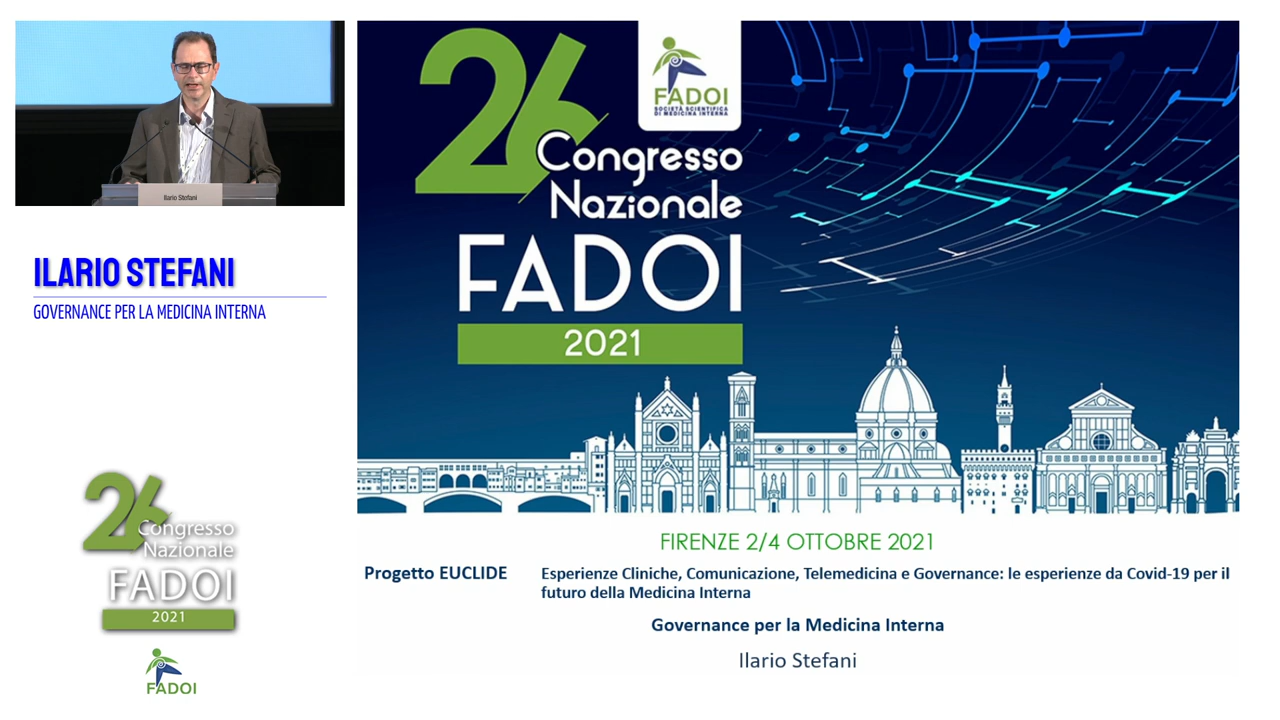 Ilario Stefani
ILARIO STEFANI
GOVERNANCE PER LA MEDICINA INTERNA
26
Congresso
Nazionale
FADOI
2021
FADOI
26
FADOI
SOCIETÀ SCIENTIFICA
DI MEDICINA INTERNA
Congresso
Nazionale
FADOI
2021
FIRENZE 2/4 OTTOBRE 2021
Progetto EUCLIDE
Esperienze Cliniche, Comunicazione, Telemedicina e Governance: le esperienze da Covid-19 per il
futuro della Medicina Interna
Governance per la Medicina Interna
Ilario Stefani